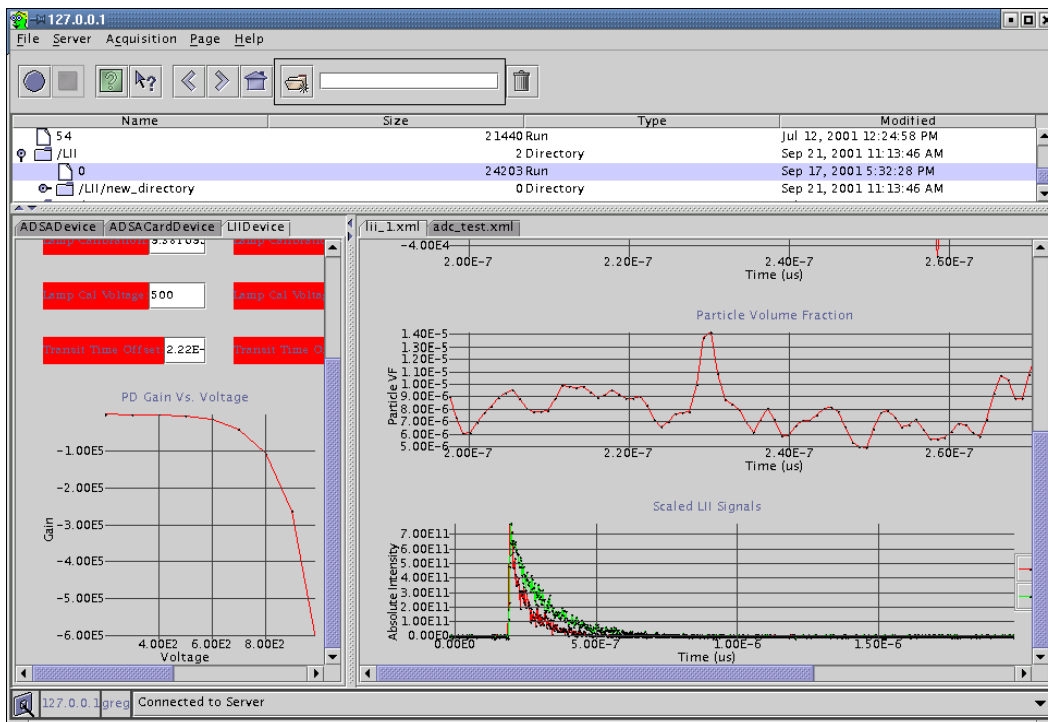 127.0.0.1
File Server Acquisition Page Help
Name Size Type Modified
54 21440 Run Jul 12, 2001 12:24:58 PM
/LII 2 Directory Sep 21, 2001 11:13:46 AM
0 24203 Run Sep 17, 2001 5:32:28 PM
/LII/new_directory 0 Directory Sep 21, 2001 11:13:46 AM
ADSADevice ADSACardDevice LIIDevice
Lamp Calibration Lamp Calibration
Lamp Cal Voltage 500 Lamp Cal Volta
Transit Time Offset 2.22E- Transit Time O
PD Gain Vs. Voltage
-1.00E5
-2.00E5
-3.00E5
-4.00E5
-5.00E5
-6.00E5
Gain
4.00E2 6.00E2 8.00E2
Voltage
lii_1.xml adc_test.xml
-4.00E4
2.00E-7 2.20E-7 2.40E-7 2.60E-7
Time (us)
Particle Volume Fraction
1.40E-5
1.30E-5
1.20E-5
1.10E-5
1.00E-5
9.00E-6
8.00E-6
7.00E-6
6.00E-6
5.00E-6
Particle VF
2.00E-7 2.20E-7 2.40E-7 2.60E-7
Time (us)
Scaled LII Signals
7.00E11
6.00E11
5.00E11
4.00E11
3.00E11
2.00E11
1.00E11
0.00E0
Absolute Intensity
0.00E0 5.00E-7 1.00E-6 1.50E-6
Time (us)
127.0.0.1 greg Connected to Server